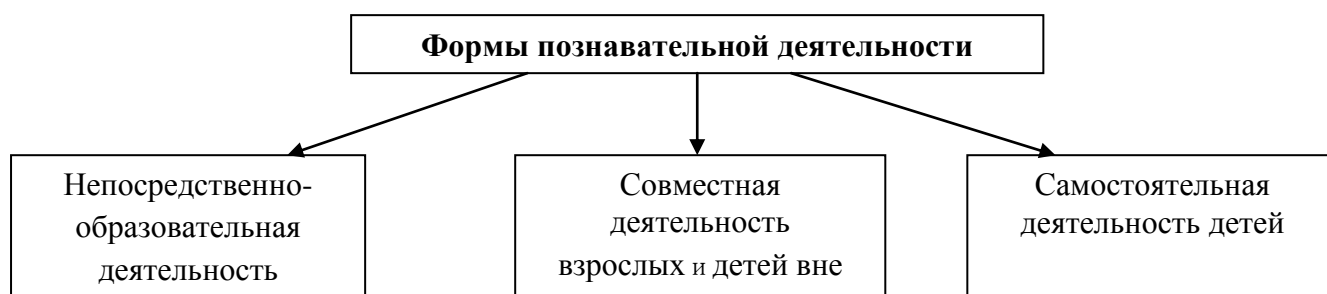 Формы познавательной деятельности
Непосредственно-
образовательная
деятельность
Совместная
деятельность
взрослых и детей вне
Самостоятельная
деятельность детей